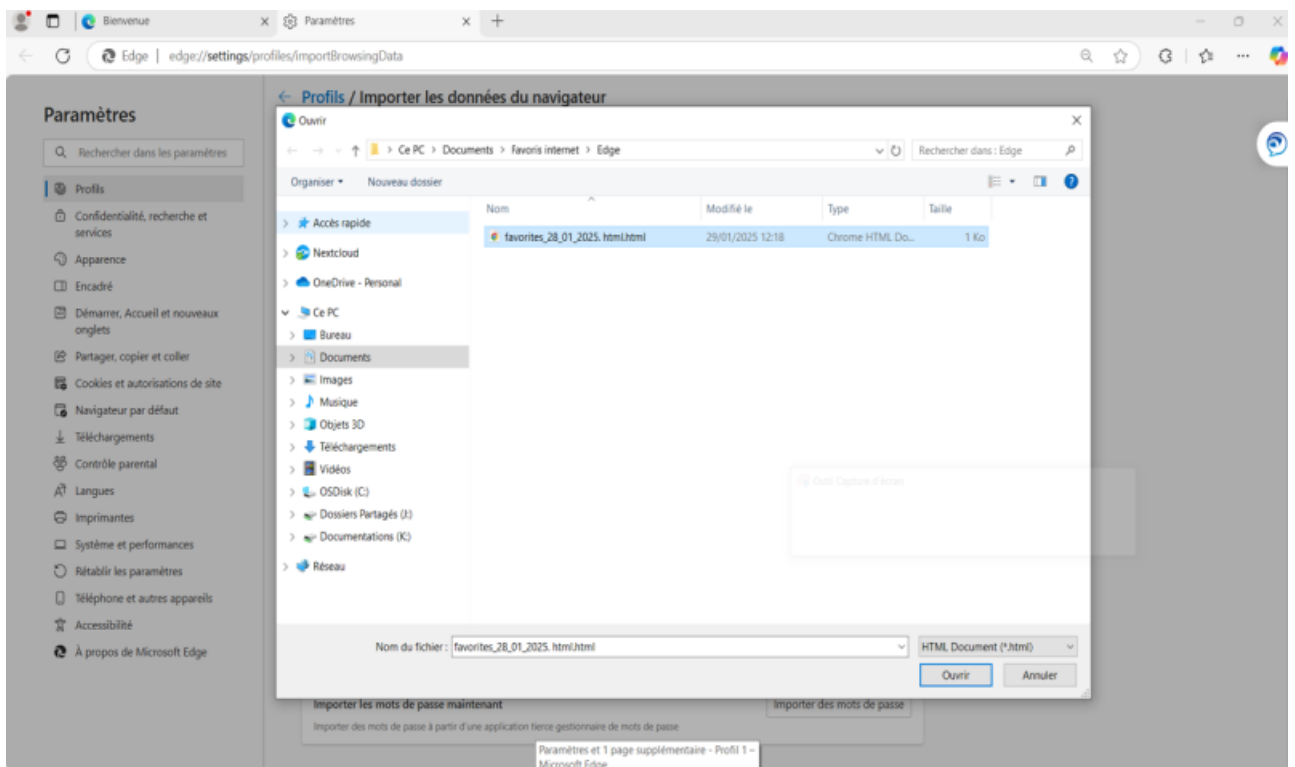 Bienvenue
Paramètres
Edge | edge://settings/profiles/importBrowsingData
Paramètres
Rechercher dans les paramètres
Profils
Confidentialité, recherche et
services
Apparence
Encadré
Démarrer, Accueil et nouveaux
onglets
Partager, copier et coller
Cookies et autorisations de site
Navigateur par défaut
Téléchargements
Contrôle parental
Langues
Imprimantes
Système et performances
Rétablir les paramètres
Téléphone et autres appareils
Accessibilité
À propos de Microsoft Edge
Profils / Importer les données du navigateur
Ouvrir
Ce PC > Documents > Favoris internet > Edge
Rechercher dans : Edge
Organiser
Nouveau dossier
Nom
Modifié le
Type
Taille
Accès rapide
Nextcloud
OneDrive - Personal
Ce PC
Bureau
Documents
Images
Musique
Objets 3D
Téléchargements
Vidéos
OSDisk (C:)
Dossiers Partagés (J:)
Documentations (K:)
Réseau
favorites_28_01_2025. html.html
29/01/2025 12:18
Chrome HTML Do...
1 Ko
Outil Capture d'écran
Nom du fichier :
favorites_28_01_2025. html.html
HTML Document (*.html)
Ouvrir
Annuler
Importer les mots de passe maintenant
Importer des mots de passe à partir d'une application tierce gestionnaire de mots de passe
Importer des mots de passe
Paramètres et 1 page supplémentaire - Profil 1 –
Microsoft Edge